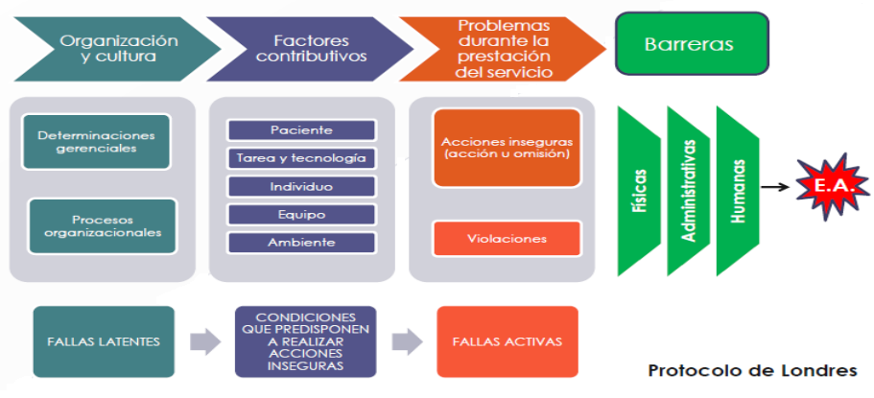 Organización
y cultura
Factores
contributivos
Problemas
durante la
prestación
del servicio
Barreras
Determinaciones
gerenciales
Procesos
organizacionales
Paciente
Tarea y tecnología
Individuo
Equipo
Ambiente
Acciones inseguras
(acción u omisión)
Violaciones
Físicas
Administrativas
Humanas
E.A.
FALLAS LATENTES
CONDICIONES
QUE PREDISPONEN
A REALIZAR
ACCIONES
INSEGURAS
FALLAS ACTIVAS
Protocolo de Londres